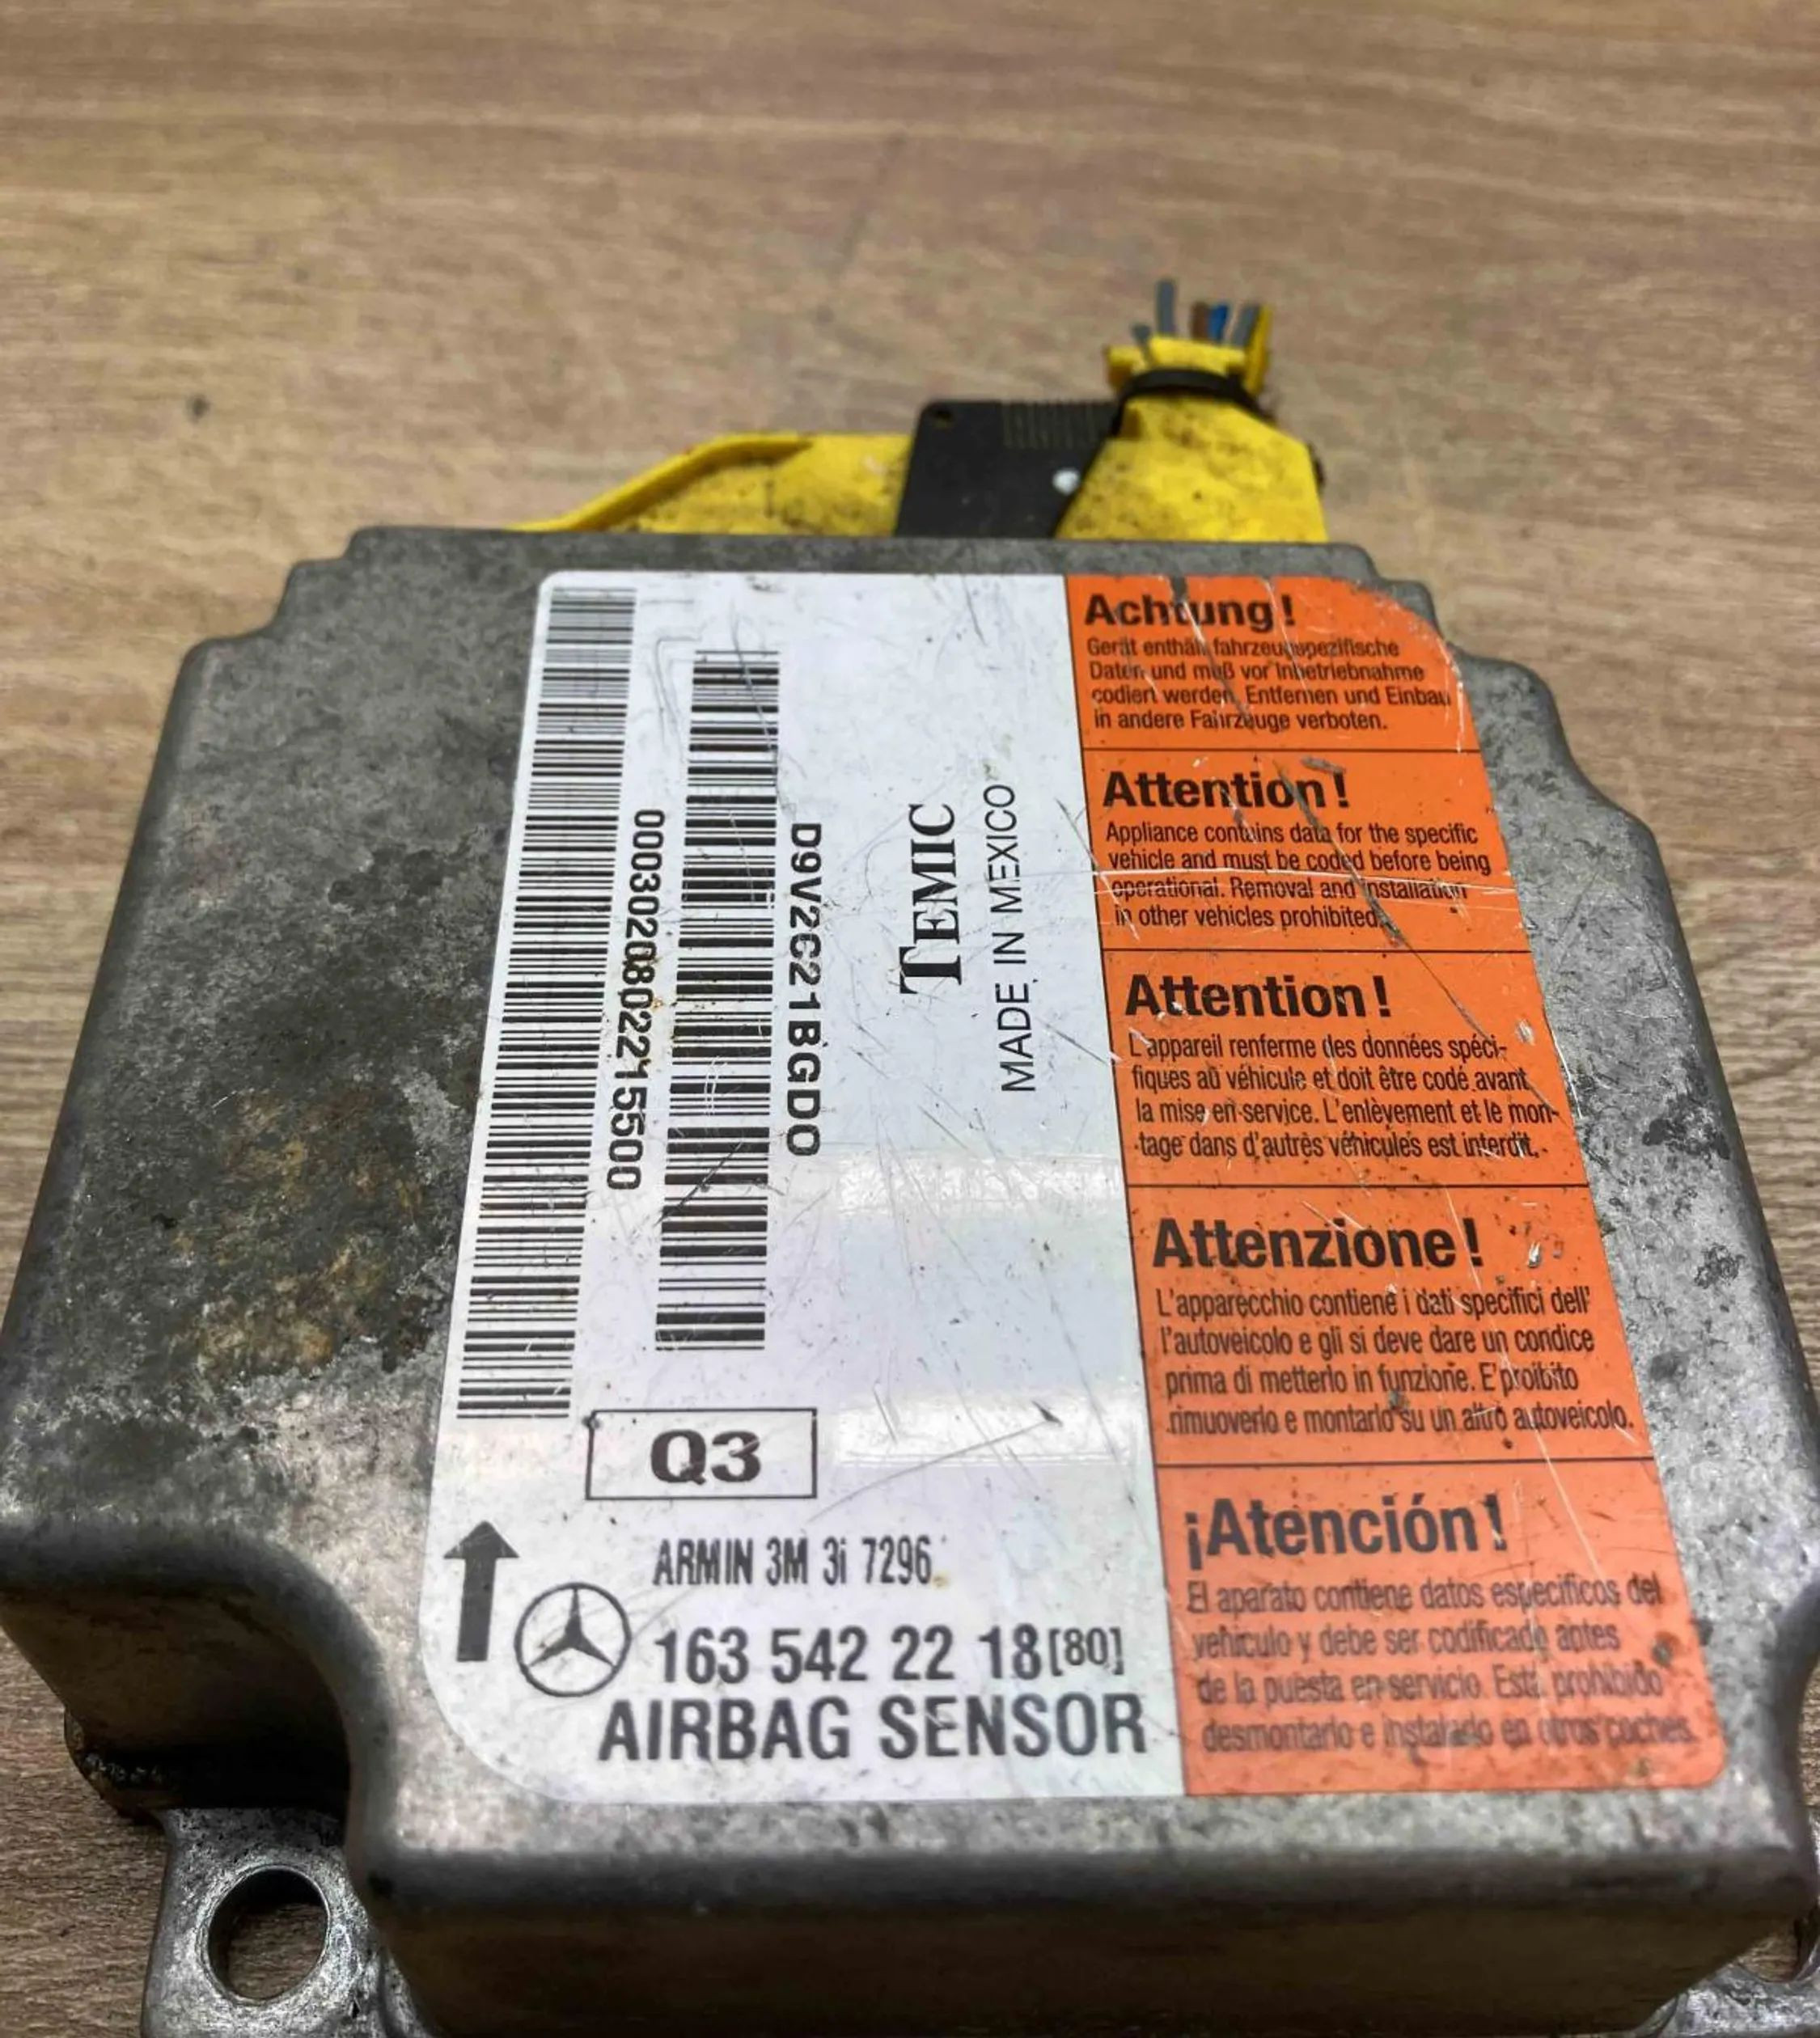 0003020802215500
D9V2C21BGD0
TEMIC
MADE IN MEXICO
Q3
ARMIN 3M 3i 7296
163 542 22 18[80]
AIRBAG SENSOR
Achtung!
Gerät enthält fahrzeugspezifische
Daten und muß vor Inbetriebnahme
codiert werden. Entfernen und Einbau
in andere Fahrzeuge verboten.
Attention!
Appliance contains data for the specific
vehicle and must be coded before being
operational. Removal and installation
in other vehicles prohibited.
Attention!
L'appareil renferme des données spéci-
fiques au véhicule et doit être codé avant
la mise en service. L'enlèvement et le mon-
tage dans d'autres véhicules est interdit.
Attenzione!
L'apparecchio contiene i dati specifici dell'
l'autoveicolo e gli si deve dare un condice
prima di metterlo in funzione. E'proibito
rimuoverlo e montarlo su un altro autoveicolo.
¡Atención!
El aparato contiene datos especificos del
vehiculo y debe ser codificado antes
de la puesta en servicio. Está prohibido
desmontarlo e instalarlo en otros coches.